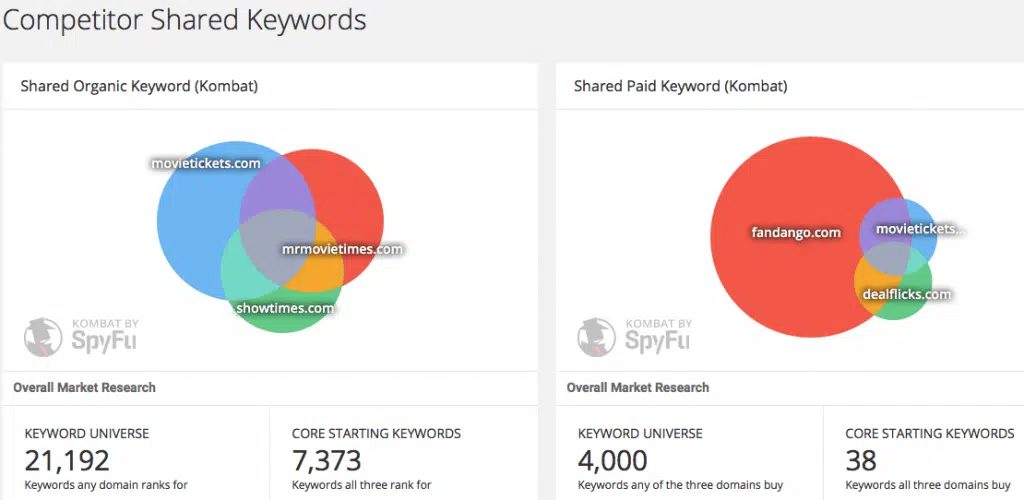 Competitor Shared Keywords
Shared Organic Keyword (Kombat)
movietickets.com
mrmovietimes.com
showtimes.com
KOMBAT BY
SpyFu
Overall Market Research
KEYWORD UNIVERSE
21,192
Keywords any domain ranks for
CORE STARTING KEYWORDS
7,373
Keywords all three rank for
Shared Paid Keyword (Kombat)
fandango.com
movietickets...
dealflicks.com
KOMBAT BY
SpyFu
Overall Market Research
KEYWORD UNIVERSE
4,000
Keywords any of the three domains buy
CORE STARTING KEYWORDS
38
Keywords all three domains buy